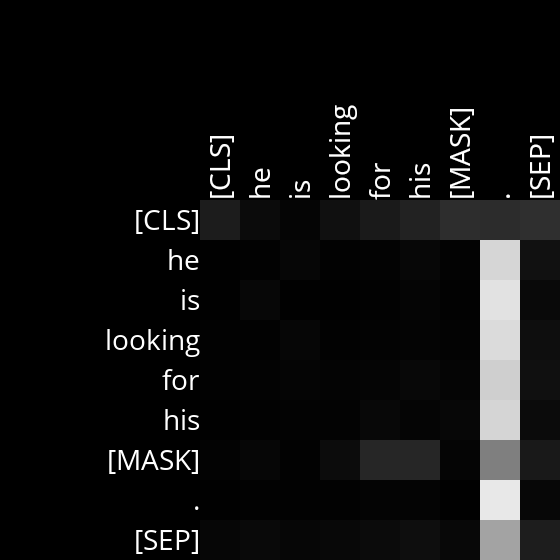 [CLS]
he
is
looking
for
his
[MASK]
.
[SEP]
[CLS]
he
is
looking
for
his
[MASK]
.
[SEP]